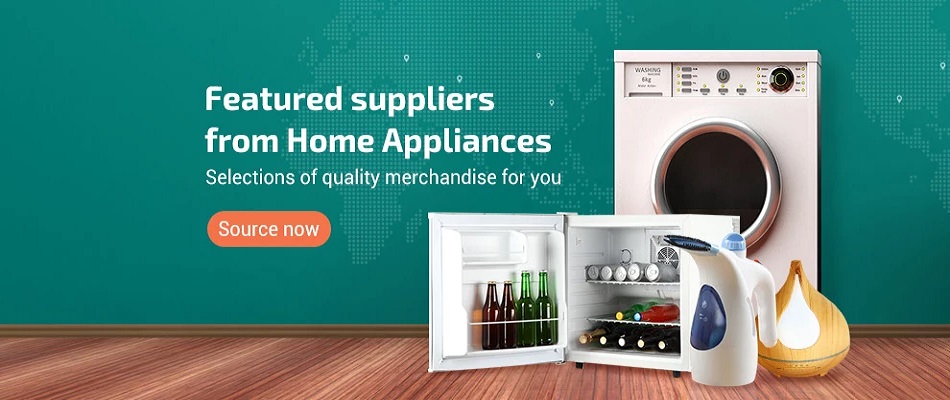 Featured suppliers
from Home Appliances
Selections of quality merchandise for you
Source now
WASHING
6kg